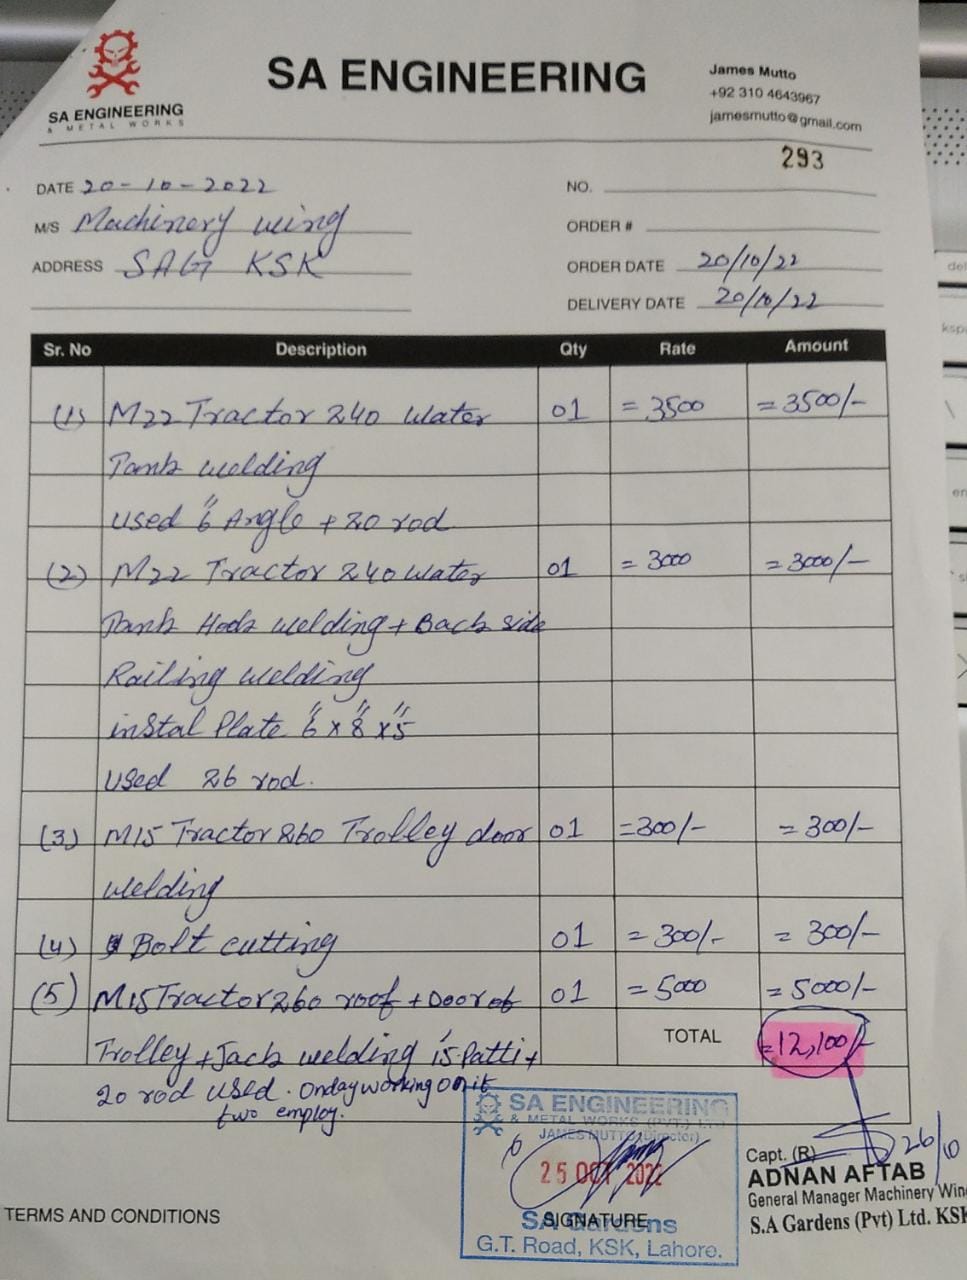 SA ENGINEERING
& METAL WORKS
SA ENGINEERING
James Mutto
+92 310 4643967
jamesmutto@gmail.com
293
DATE 20-10-2022
NO.
M/S Machinery wing
ORDER #
ADDRESS SAG KSK
ORDER DATE 20/10/22
DELIVERY DATE 20/10/22
Sr. No Description Qty Rate Amount
(1) M22 Tractor 240 Water 01 = 3500 = 3500/-
Tank welding
used 6" Angle + 20 rod
(2) M22 Tractor 240 Water 01 = 3000 = 3000/-
Tank Hook welding + Back side
Railing welding
instal Plate 6" x 8" x 5"
used 26 rod.
(3) M15 Tractor 260 Trolley door 01 =300/- = 300/-
welding
(4) Bolt cutting 01 = 300/- = 300/-
(5) M15 Tractor 260 roof + Door of 01 = 5000 = 5000/-
TOTAL =12,100/-
Trolley + Jack welding 15 Patti +
20 rod used. On day working on it
two employ.
SA ENGINEERING
& METAL WORKS (PVT.) LTD
JAMES MUTTO (Director)
25 OCT 2022
SIGNATURE
SA Gardens
G.T. Road, KSK, Lahore.
26/10
Capt. (R)
ADNAN AFTAB
General Manager Machinery Wing
S.A Gardens (Pvt) Ltd. KSK
TERMS AND CONDITIONS